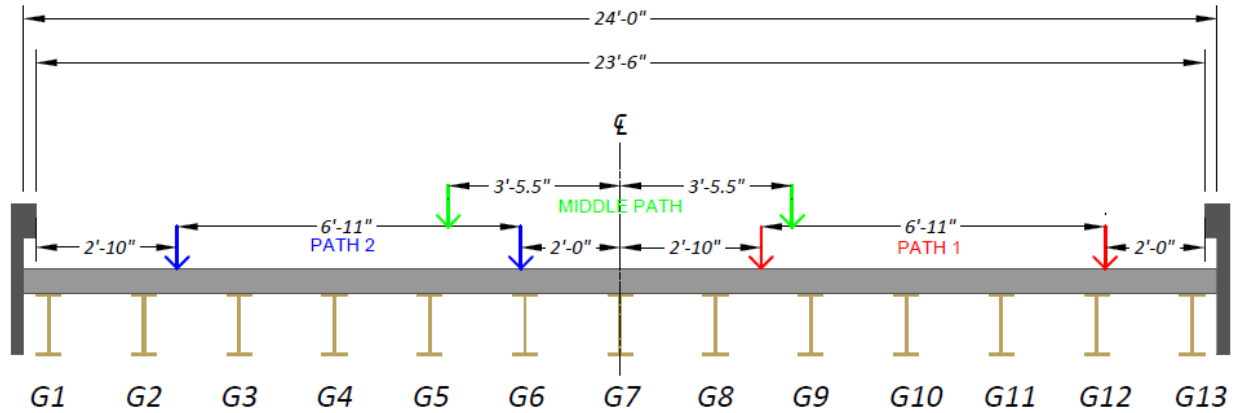 24'-0"
23'-6"
℄
3'-5.5" 3'-5.5"
MIDDLE PATH
6'-11" 6'-11"
2'-10" PATH 2 2'-0" 2'-10" PATH 1 2'-0"
G1 G2 G3 G4 G5 G6 G7 G8 G9 G10 G11 G12 G13